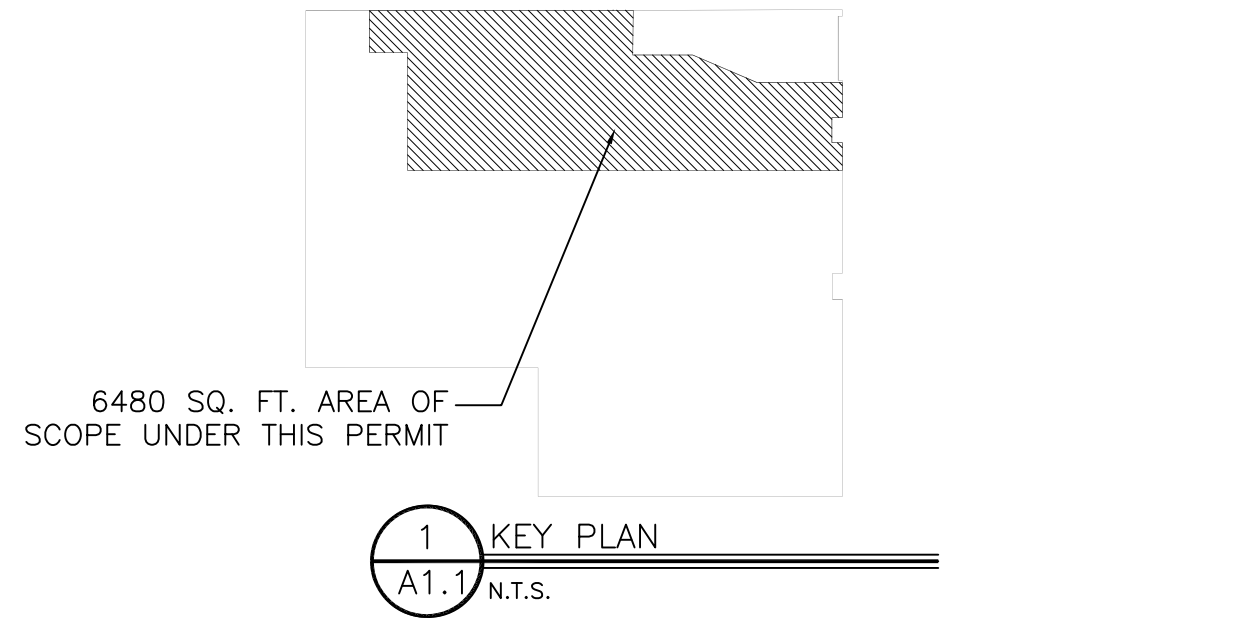 6480 SQ. FT. AREA OF
SCOPE UNDER THIS PERMIT
1
KEY PLAN
A1.1
N.T.S.